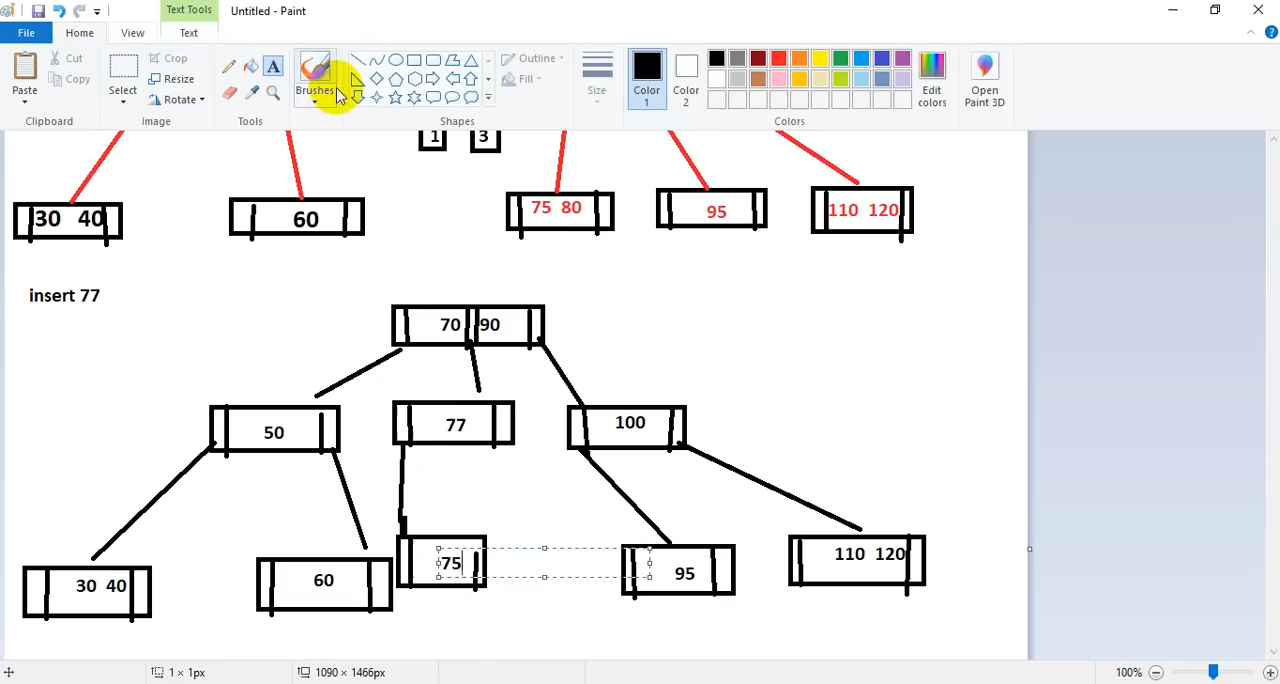 Text Tools
Untitled - Paint
File
Home
View
Text
Paste
Cut
Copy
Clipboard
Select
Crop
Resize
Rotate
Image
A
Tools
Brushes
Outline
Fill
Shapes
Size
Color
1
Color
2
Edit
colors
Colors
Open
Paint 3D
1 3
30 40
60
75 80
95
110 120
insert 77
70 90
50
77
100
30 40
60
75
95
110 120
1 × 1px
1090 × 1466px
100%